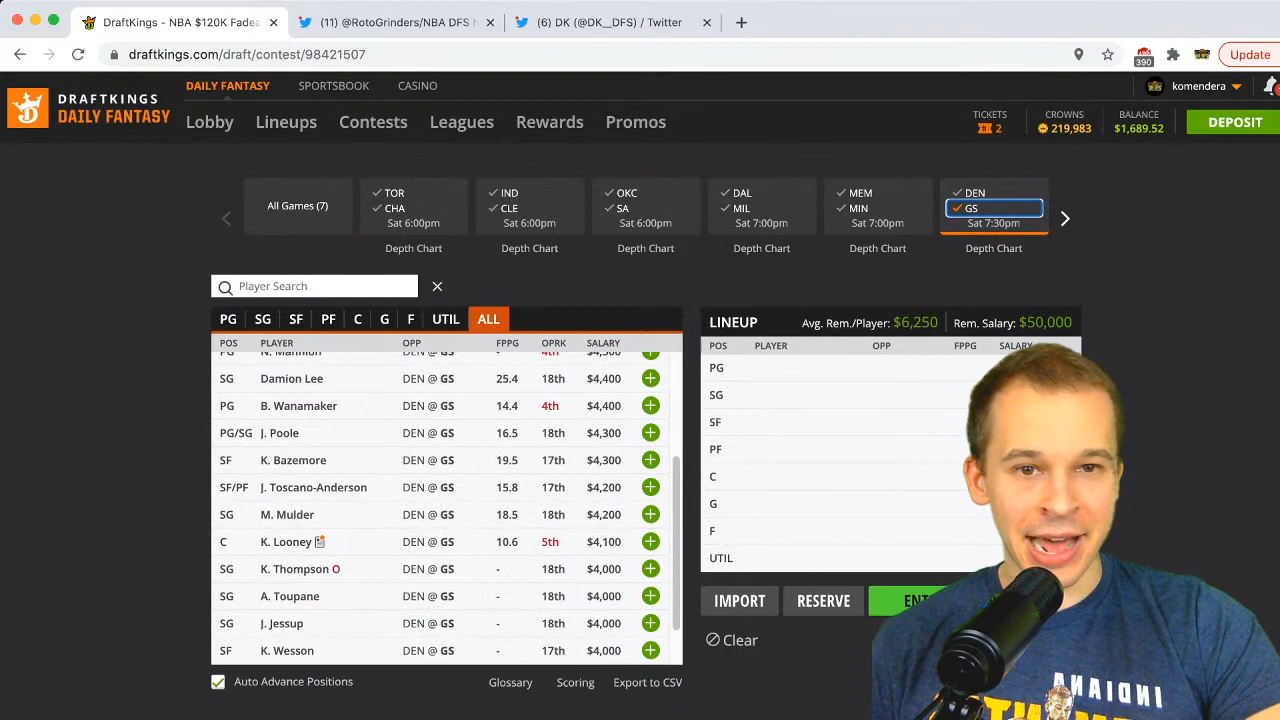 DraftKings - NBA $120K Fadea
(11) @RotoGrinders/NBA DFS
(6) DK (@DK__DFS) / Twitter
draftkings.com/draft/contest/98421507
390
Update
DRAFTKINGS
DAILY FANTASY
DAILY FANTASY SPORTSBOOK CASINO
komendera
Lobby Lineups Contests Leagues Rewards Promos
TICKETS
2
CROWNS
219,983
BALANCE
$1,689.52
DEPOSIT
All Games (7)
TOR
CHA
Sat 6:00pm
Depth Chart
IND
CLE
Sat 6:00pm
Depth Chart
OKC
SA
Sat 6:00pm
Depth Chart
DAL
MIL
Sat 7:00pm
Depth Chart
MEM
MIN
Sat 7:00pm
Depth Chart
DEN
GS
Sat 7:30pm
Depth Chart
Player Search
PG SG SF PF C G F UTIL ALL
POS PLAYER OPP FPPG OPRK SALARY
PG N. Mannion DEN @ GS 4th
SG Damion Lee DEN @ GS 25.4 18th $4,400
PG B. Wanamaker DEN @ GS 14.4 4th $4,400
PG/SG J. Poole DEN @ GS 16.5 18th $4,300
SF K. Bazemore DEN @ GS 19.5 17th $4,300
SF/PF J. Toscano-Anderson DEN @ GS 15.8 17th $4,200
SG M. Mulder DEN @ GS 18.5 18th $4,200
C K. Looney DEN @ GS 10.6 5th $4,100
SG K. Thompson O DEN @ GS - 18th $4,000
SG A. Toupane DEN @ GS - 18th $4,000
SG J. Jessup DEN @ GS - 18th $4,000
SF K. Wesson DEN @ GS - 17th $4,000
Auto Advance Positions
Glossary Scoring Export to CSV
LINEUP Avg. Rem./Player: $6,250 Rem. Salary: $50,000
POS PLAYER OPP FPPG SALARY
PG
SG
SF
PF
C
G
F
UTIL
IMPORT RESERVE ENT
Clear
INDIANA